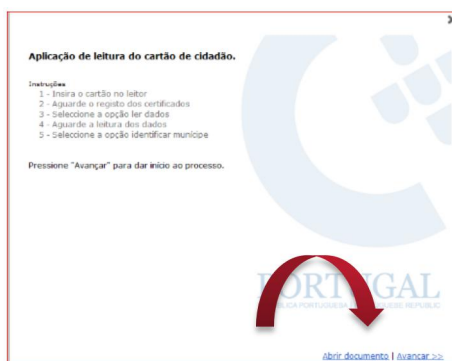 Aplicação de leitura do cartão de cidadão.
Instruções
1 - Insira o cartão no leitor
2 - Aguarde o registo dos certificados
3 - Seleccione a opção ler dados
4 - Aguarde a leitura dos dados
5 - Seleccione a opção identificar munícipe
Pressione "Avançar" para dar início ao processo.
PORTUGAL
PORTUGUESA REPUBLIC
Abrir documento | Avançar >>